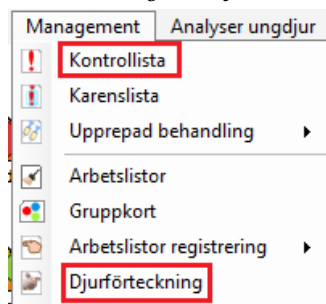 Management Analyser ungdjur
Kontrollista
Karenslista
Upprepad behandling
Arbetslistor
Gruppkort
Arbetslistor registrering
Djurförteckning